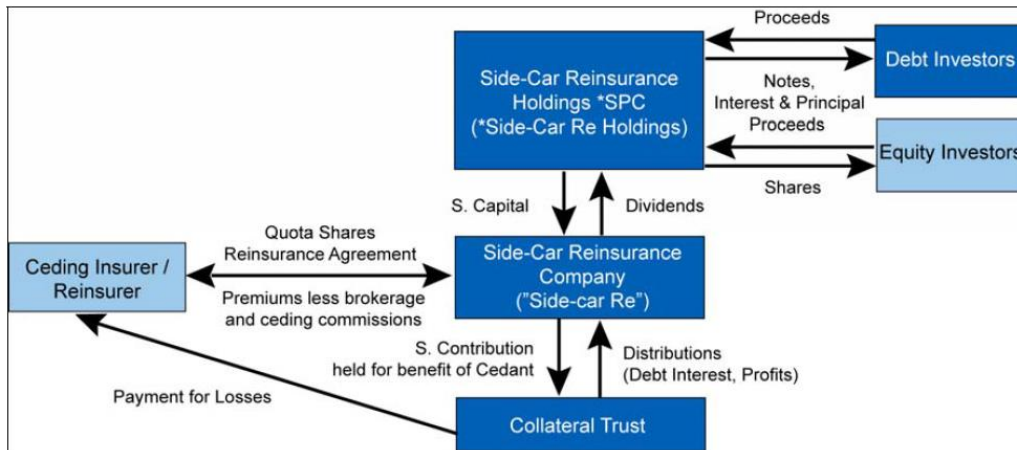 Proceeds
Debt Investors
Side-Car Reinsurance
Holdings *SPC
(*Side-Car Re Holdings)
Notes,
Interest & Principal
Proceeds
Equity Investors
Shares
S. Capital
Dividends
Quota Shares
Reinsurance Agreement
Ceding Insurer /
Reinsurer
Side-Car Reinsurance
Company
("Side-car Re")
Premiums less brokerage
and ceding commissions
S. Contribution
held for benefit of Cedant
Distributions
(Debt Interest, Profits)
Payment for Losses
Collateral Trust